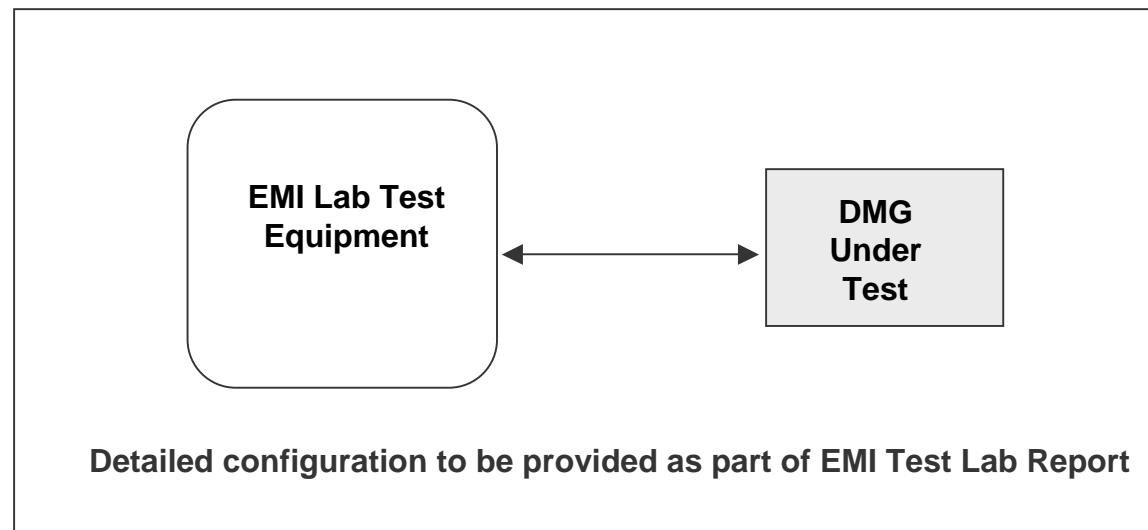 EMI Lab Test
Equipment
DMG
Under
Test
Detailed configuration to be provided as part of EMI Test Lab Report